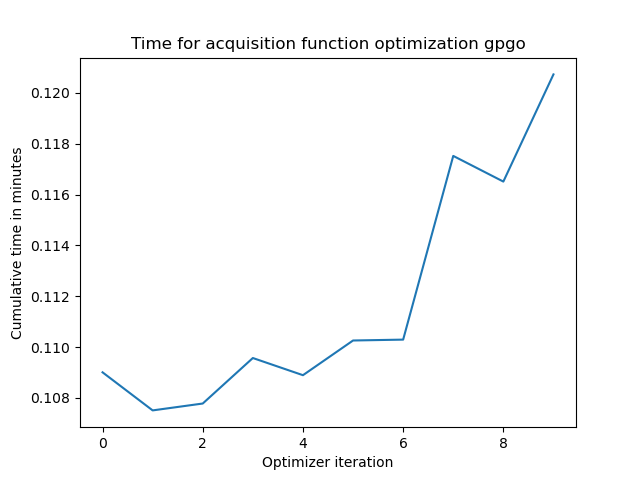 Time for acquisition function optimization gpgo
0.120
0.118
0.116
0.114
0.112
0.110
0.108
Cumulative time in minutes
0 2 4 6 8
Optimizer iteration